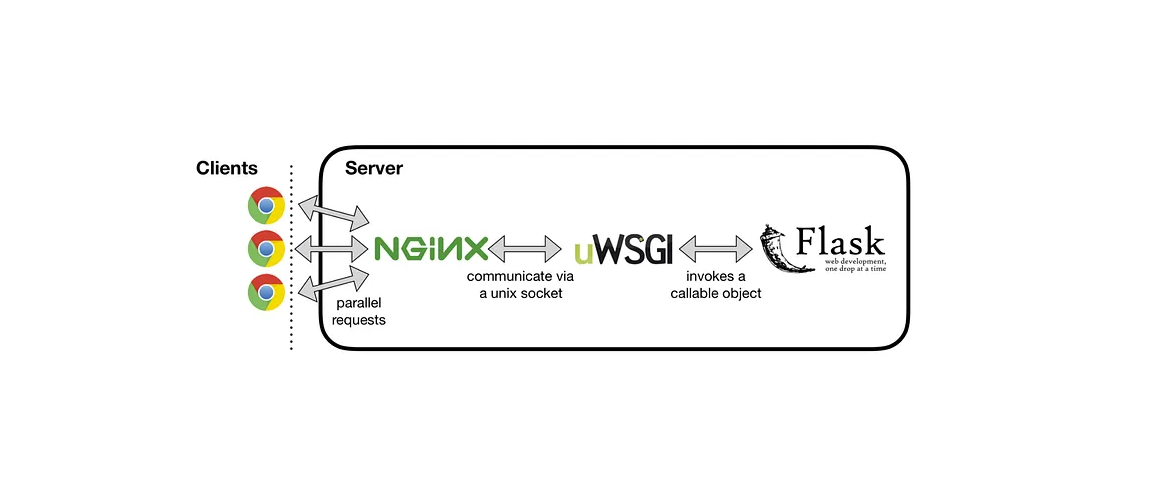 Clients
Server
NGiNX
uWSGI
Flask
web development,
one drop at a time
communicate via
a unix socket
invokes a
callable object
parallel
requests